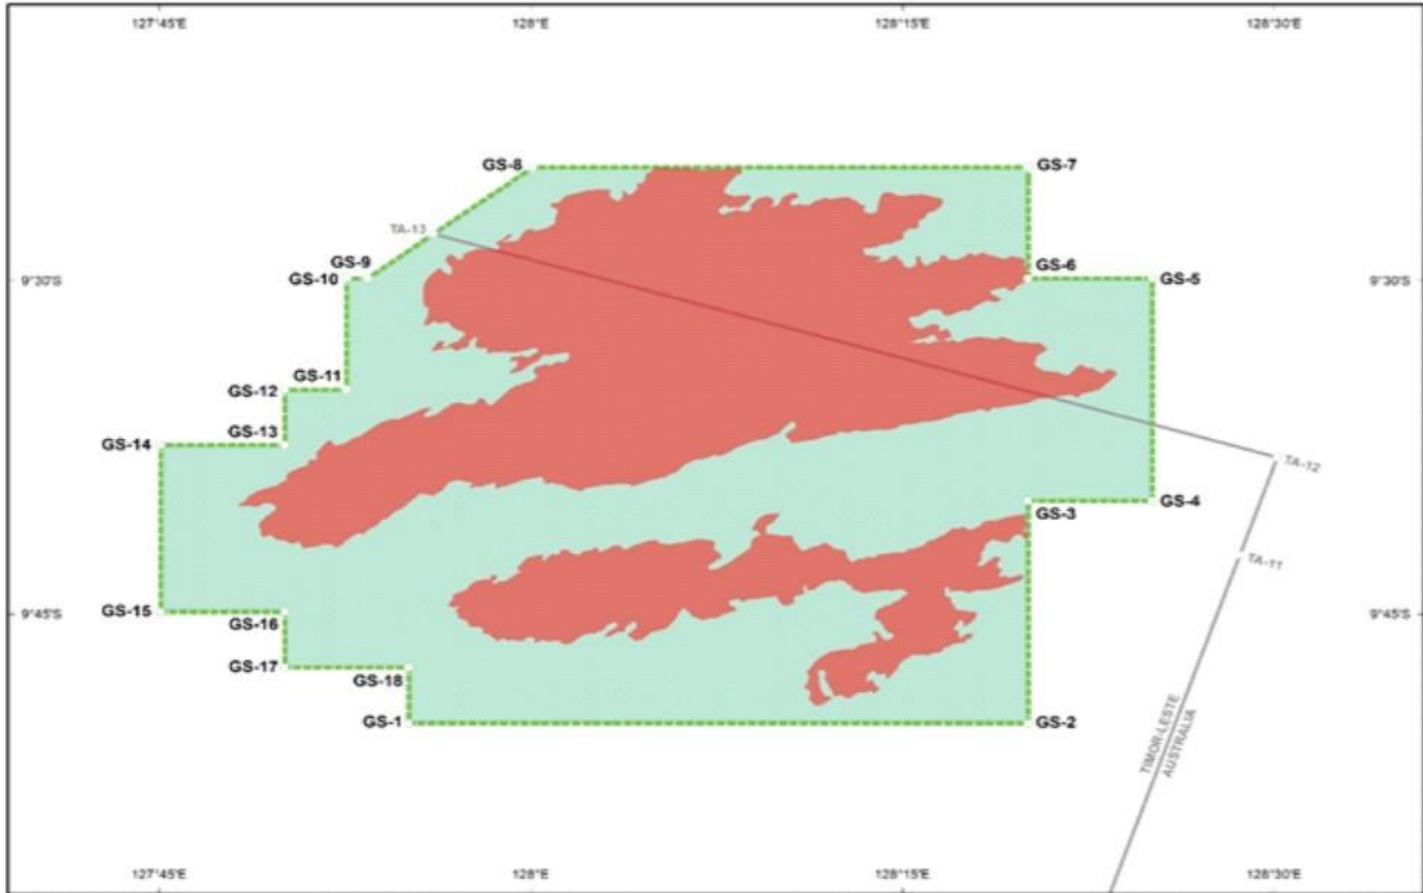 127°45'E 128°E 128°15'E 128°30'E
GS-8 GS-7
TA-13
GS-9 GS-6
9°30'S GS-10 GS-5 9°30'S
GS-11
GS-12
GS-13
GS-14
TA-12
GS-4
GS-3
TA-11
9°45'S GS-15 9°45'S
GS-16
GS-17
GS-18
GS-1 GS-2
TIMOR-LESTE
AUSTRALIA
127°45'E 128°E 128°15'E 128°30'E